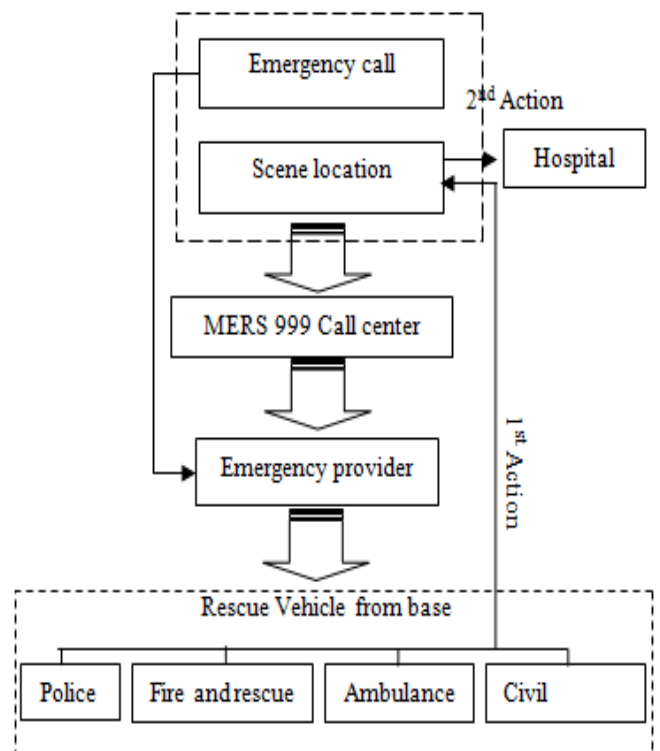 Emergency call
2nd Action
Scene location
Hospital
MERS 999 Call center
1st Action
Emergency provider
Rescue Vehicle from base
Police
Fire and rescue
Ambulance
Civil